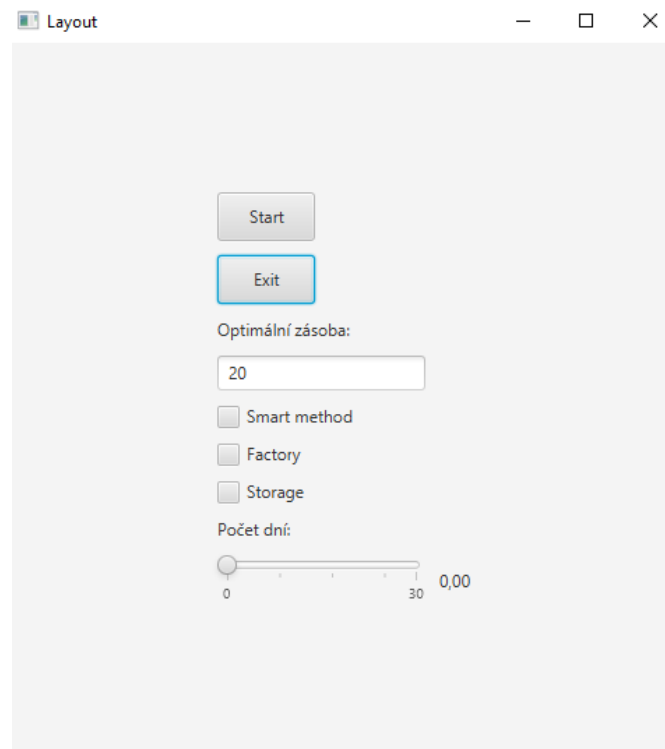 Layout
Start
Exit
Optimální zásoba:
20
Smart method
Factory
Storage
Počet dní:
0,00
0 30